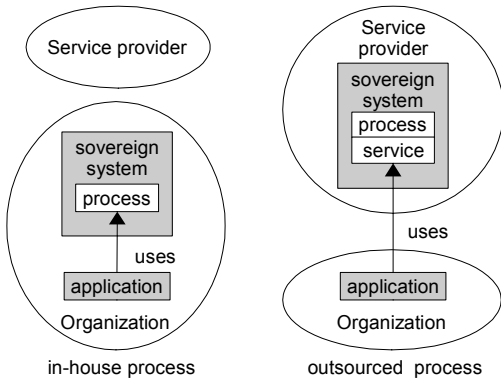 Service provider
sovereign
system
process
uses
application
Organization
in-house process
Service
provider
sovereign
system
process
service
uses
application
Organization
outsourced process